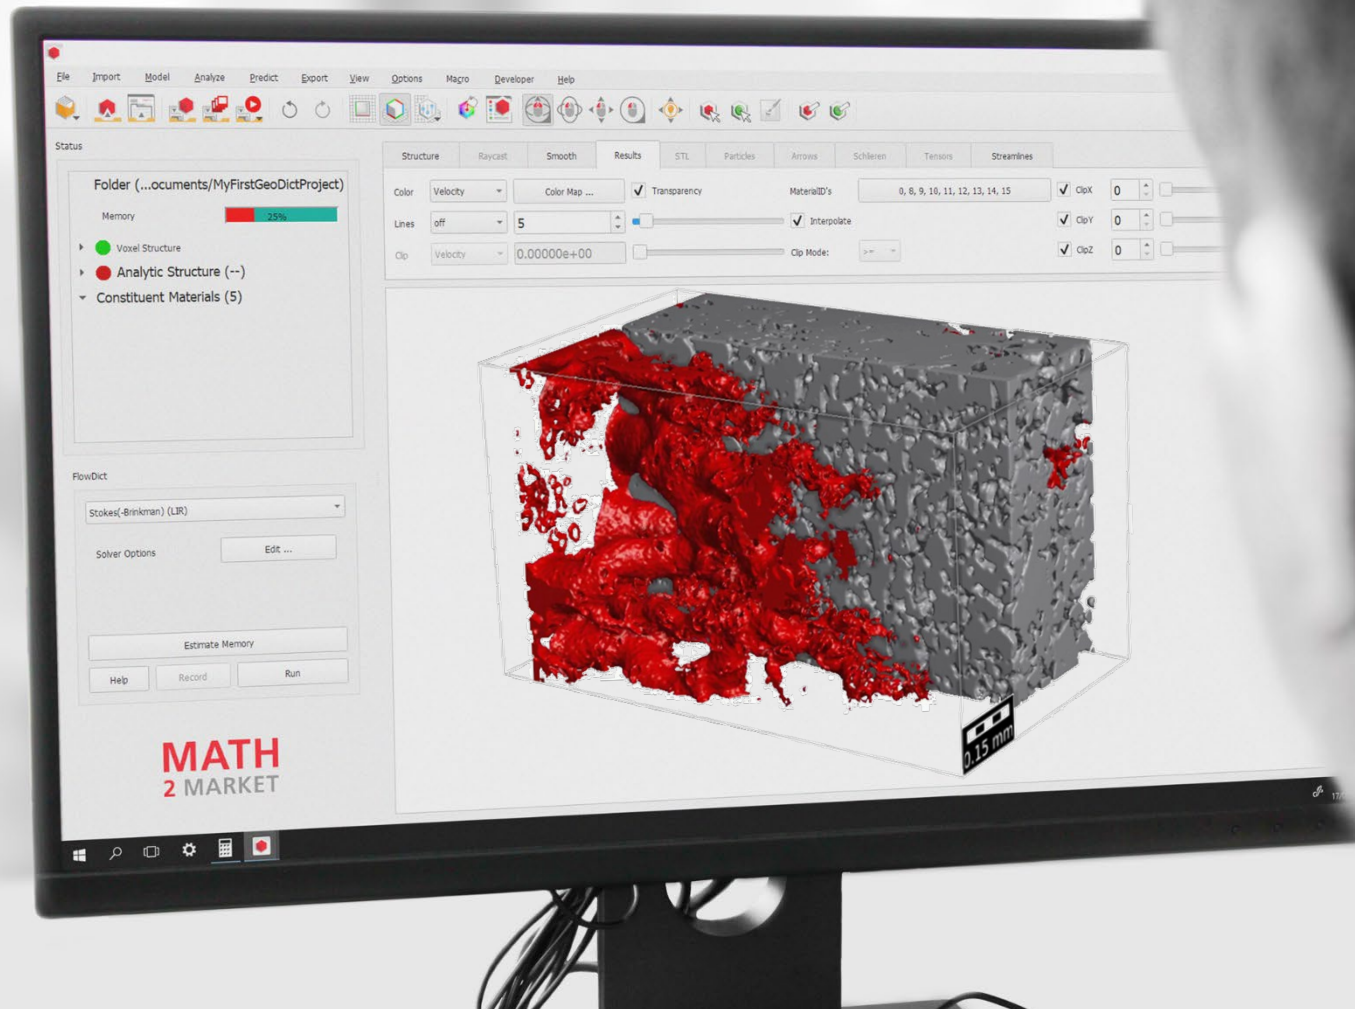 File Import Model Analyze Predict Export View Options Macro Developer Help
Status
Folder (...ocuments/MyFirstGeoDictProject)
Memory 25%
Voxel Structure
Analytic Structure (--)
Constituent Materials (5)
FlowDict
Stokes(-Brinkman) (LIR)
Solver Options Edit ...
Estimate Memory
Help Record Run
MATH
2 MARKET
Structure Raycast Smooth Results STL Particles Arrows Schlieren Tensors Streamlines
Color Velocity Color Map ... Transparency MaterialID's 0, 8, 9, 10, 11, 12, 13, 14, 15 ClipX 0
Lines off 5 Interpolate ClipY 0
Clip Velocity 0.00000e+00 Clip Mode: >= ClipZ 0
0.15 mm